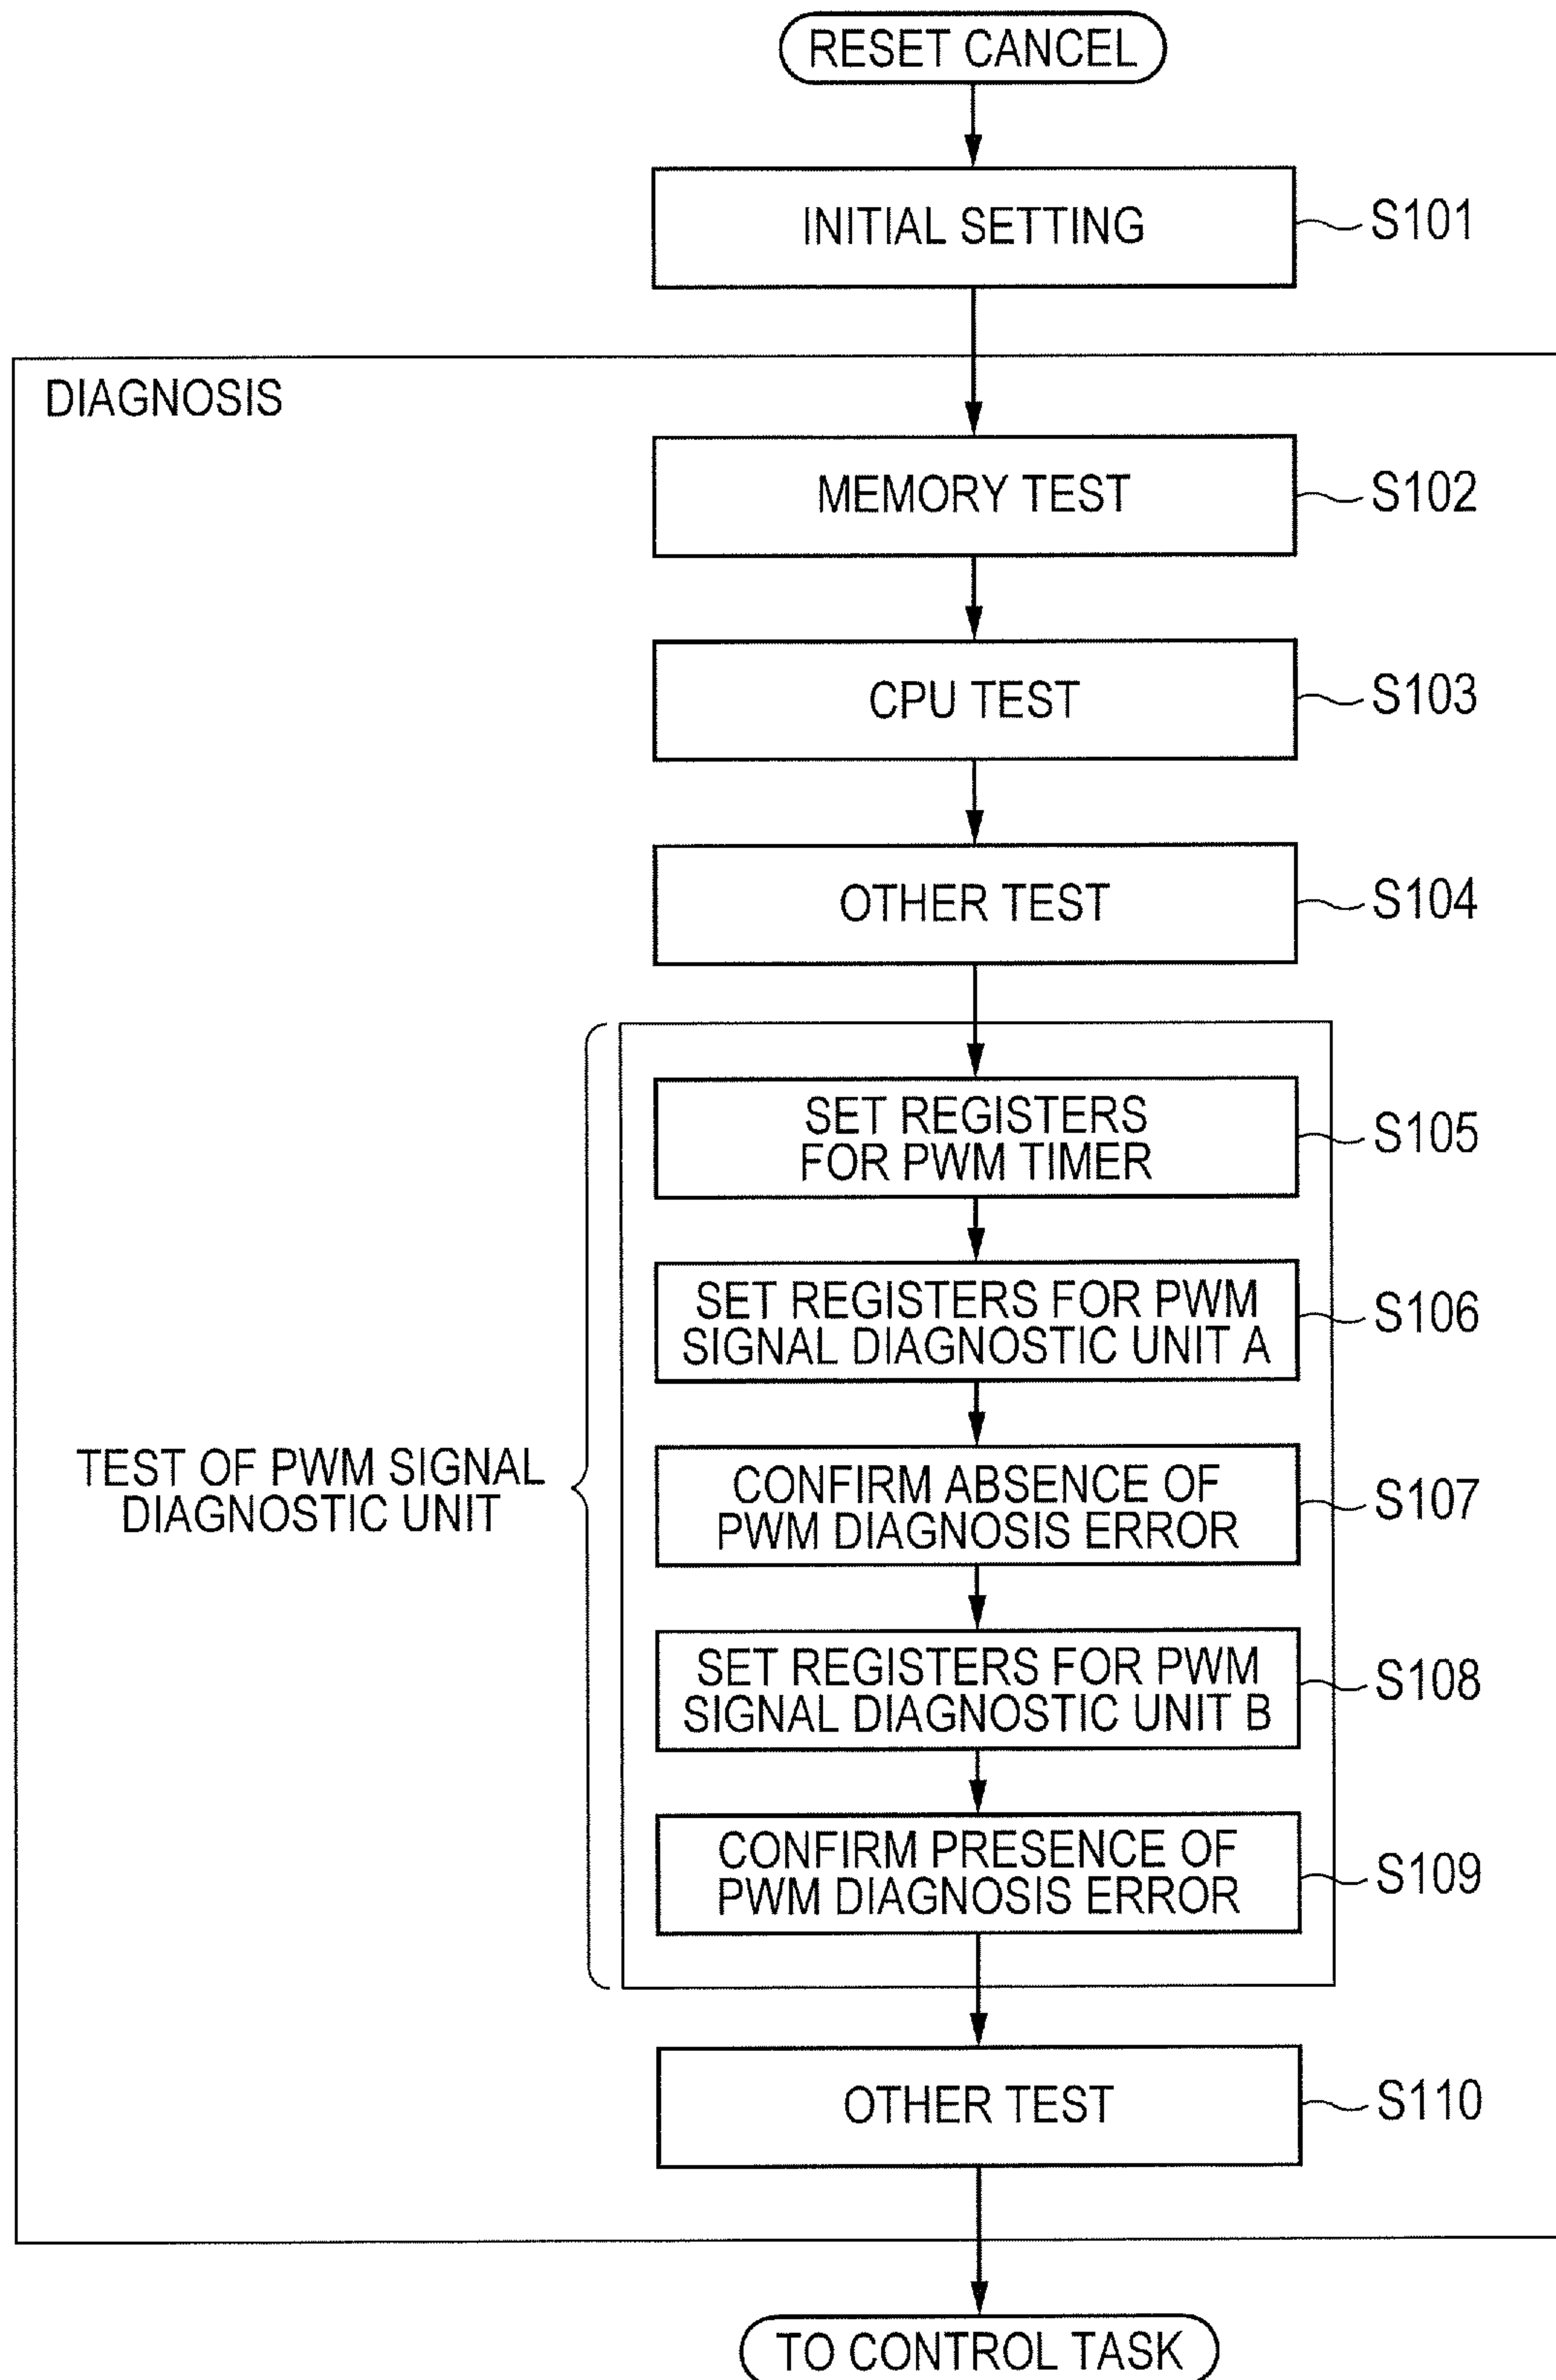 RESET CANCEL
INITIAL SETTING
S101
DIAGNOSIS
MEMORY TEST
S102
CPU TEST
S103
OTHER TEST
S104
SET REGISTERS
FOR PWM TIMER
S105
SET REGISTERS FOR PWM
SIGNAL DIAGNOSTIC UNIT A
S106
TEST OF PWM SIGNAL
DIAGNOSTIC UNIT
CONFIRM ABSENCE OF
PWM DIAGNOSIS ERROR
S107
SET REGISTERS FOR PWM
SIGNAL DIAGNOSTIC UNIT B
S108
CONFIRM PRESENCE OF
PWM DIAGNOSIS ERROR
S109
OTHER TEST
S110
TO CONTROL TASK